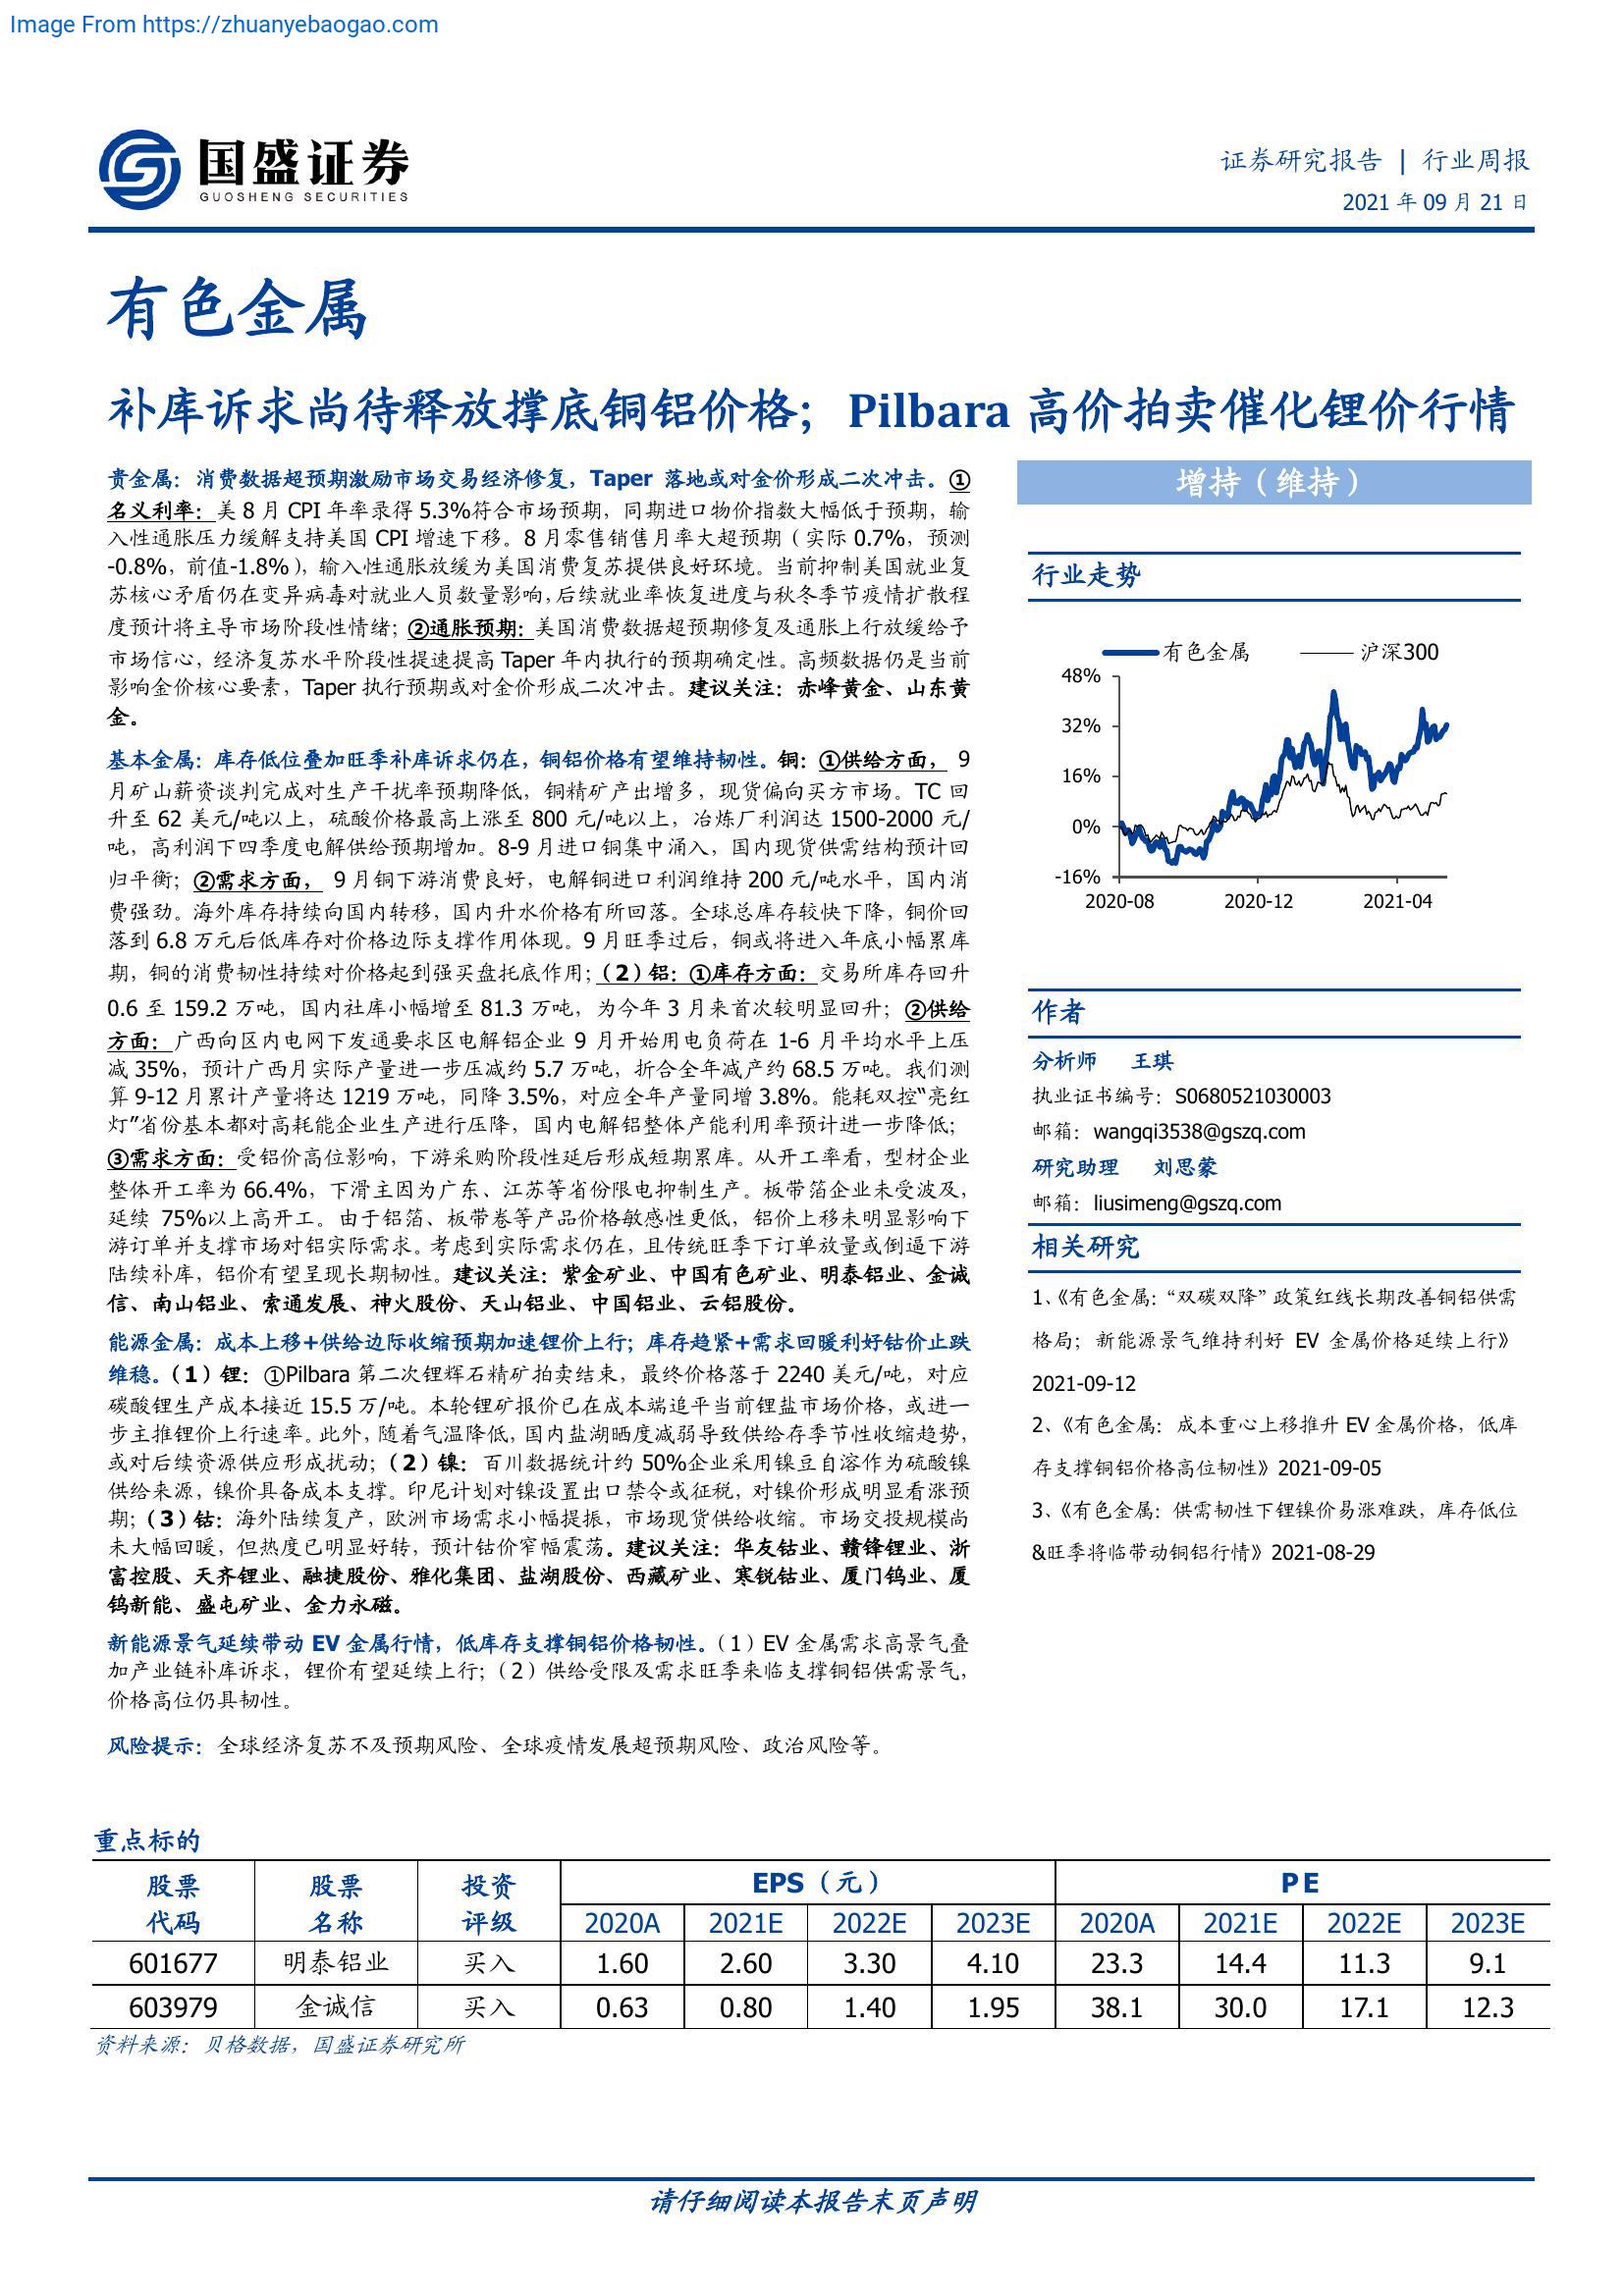 Image From https://zhuanyebaogao.com
国盛证券
GUOSHENG SECURITIES
证券研究报告 | 行业周报
2021 年 09 月 21 日
有色金属
补库诉求尚待释放撑底铜铝价格；Pilbara 高价拍卖催化锂价行情
贵金属：消费数据超预期激励市场交易经济修复，Taper 落地或对金价形成二次冲击。①
名义利率：美 8 月 CPI 年率录得 5.3%符合市场预期，同期进口物价指数大幅低于预期，输
入性通胀压力缓解支持美国 CPI 增速下移。8 月零售销售月率大超预期（实际 0.7%，预测
-0.8%，前值-1.8%），输入性通胀放缓为美国消费复苏提供良好环境。当前抑制美国就业复
苏核心矛盾仍在变异病毒对就业人员数量影响，后续就业率恢复进度与秋冬季节疫情扩散程
度预计将主导市场阶段性情绪；②通胀预期：美国消费数据超预期修复及通胀上行放缓给予
市场信心，经济复苏水平阶段性提速提高 Taper 年内执行的预期确定性。高频数据仍是当前
影响金价核心要素，Taper 执行预期或对金价形成二次冲击。建议关注：赤峰黄金、山东黄
金。
基本金属：库存低位叠加旺季补库诉求仍在，铜铝价格有望维持韧性。铜：①供给方面， 9
月矿山薪资谈判完成对生产干扰率预期降低，铜精矿产出增多，现货偏向买方市场。TC 回
升至 62 美元/吨以上，硫酸价格最高上涨至 800 元/吨以上，冶炼厂利润达 1500-2000 元/
吨，高利润下四季度电解供给预期增加。8-9 月进口铜集中涌入，国内现货供需结构预计回
归平衡；②需求方面， 9 月铜下游消费良好，电解铜进口利润维持 200 元/吨水平，国内消
费强劲。海外库存持续向国内转移，国内升水价格有所回落。全球总库存较快下降，铜价回
落到 6.8 万元后低库存对价格边际支撑作用体现。9 月旺季过后，铜或将进入年底小幅累库
期，铜的消费韧性持续对价格起到强买盘托底作用；（2）铝：①库存方面：交易所库存回升
0.6 至 159.2 万吨，国内社库小幅增至 81.3 万吨，为今年 3 月来首次较明显回升；②供给
方面：广西向区内电网下发通要求区电解铝企业 9 月开始用电负荷在 1-6 月平均水平上压
减 35%，预计广西月实际产量进一步压减约 5.7 万吨，折合全年减产约 68.5 万吨。我们测
算 9-12 月累计产量将达 1219 万吨，同降 3.5%，对应全年产量同增 3.8%。能耗双控“亮红
灯”省份基本都对高耗能企业生产进行压降，国内电解铝整体产能利用率预计进一步降低；
③需求方面：受铝价高位影响，下游采购阶段性延后形成短期累库。从开工率看，型材企业
整体开工率为 66.4%，下滑主因为广东、江苏等省份限电抑制生产。板带箔企业未受波及，
延续 75%以上高开工。由于铝箔、板带卷等产品价格敏感性更低，铝价上移未明显影响下
游订单并支撑市场对铝实际需求。考虑到实际需求仍在，且传统旺季下订单放量或倒逼下游
陆续补库，铝价有望呈现长期韧性。建议关注：紫金矿业、中国有色矿业、明泰铝业、金诚
信、南山铝业、索通发展、神火股份、天山铝业、中国铝业、云铝股份。
能源金属：成本上移+供给边际收缩预期加速锂价上行；库存趋紧+需求回暖利好钴价止跌
维稳。（1）锂：①Pilbara 第二次锂辉石精矿拍卖结束，最终价格落于 2240 美元/吨，对应
碳酸锂生产成本接近 15.5 万/吨。本轮锂矿报价已在成本端追平当前锂盐市场价格，或进一
步主推锂价上行速率。此外，随着气温降低，国内盐湖晒度减弱导致供给存季节性收缩趋势，
或对后续资源供应形成扰动；（2）镍：百川数据统计约 50%企业采用镍豆自溶作为硫酸镍
供给来源，镍价具备成本支撑。印尼计划对镍设置出口禁令或征税，对镍价形成明显看涨预
期；（3）钴：海外陆续复产，欧洲市场需求小幅提振，市场现货供给收缩。市场交投规模尚
未大幅回暖，但热度已明显好转，预计钴价窄幅震荡。建议关注：华友钴业、赣锋锂业、浙
富控股、天齐锂业、融捷股份、雅化集团、盐湖股份、西藏矿业、寒锐钴业、厦门钨业、厦
钨新能、盛屯矿业、金力永磁。
新能源景气延续带动 EV 金属行情，低库存支撑铜铝价格韧性。（1）EV 金属需求高景气叠
加产业链补库诉求，锂价有望延续上行；（2）供给受限及需求旺季来临支撑铜铝供需景气，
价格高位仍具韧性。
风险提示：全球经济复苏不及预期风险、全球疫情发展超预期风险、政治风险等。
增持（维持）
行业走势
有色金属 沪深300
48%
32%
16%
0%
-16%
2020-08 2020-12 2021-04
作者
分析师 王琪
执业证书编号：S0680521030003
邮箱：wangqi3538@gszq.com
研究助理 刘思蒙
邮箱：liusimeng@gszq.com
相关研究
1、《有色金属：“双碳双降”政策红线长期改善铜铝供需
格局；新能源景气维持利好 EV 金属价格延续上行》
2021-09-12
2、《有色金属：成本重心上移推升 EV 金属价格，低库
存支撑铜铝价格高位韧性》2021-09-05
3、《有色金属：供需韧性下锂镍价易涨难跌，库存低位
&旺季将临带动铜铝行情》2021-08-29
重点标的
股票 股票 投资 EPS（元） PE
代码 名称 评级 2020A 2021E 2022E 2023E 2020A 2021E 2022E 2023E
601677 明泰铝业 买入 1.60 2.60 3.30 4.10 23.3 14.4 11.3 9.1
603979 金诚信 买入 0.63 0.80 1.40 1.95 38.1 30.0 17.1 12.3
资料来源：贝格数据，国盛证券研究所
请仔细阅读本报告末页声明